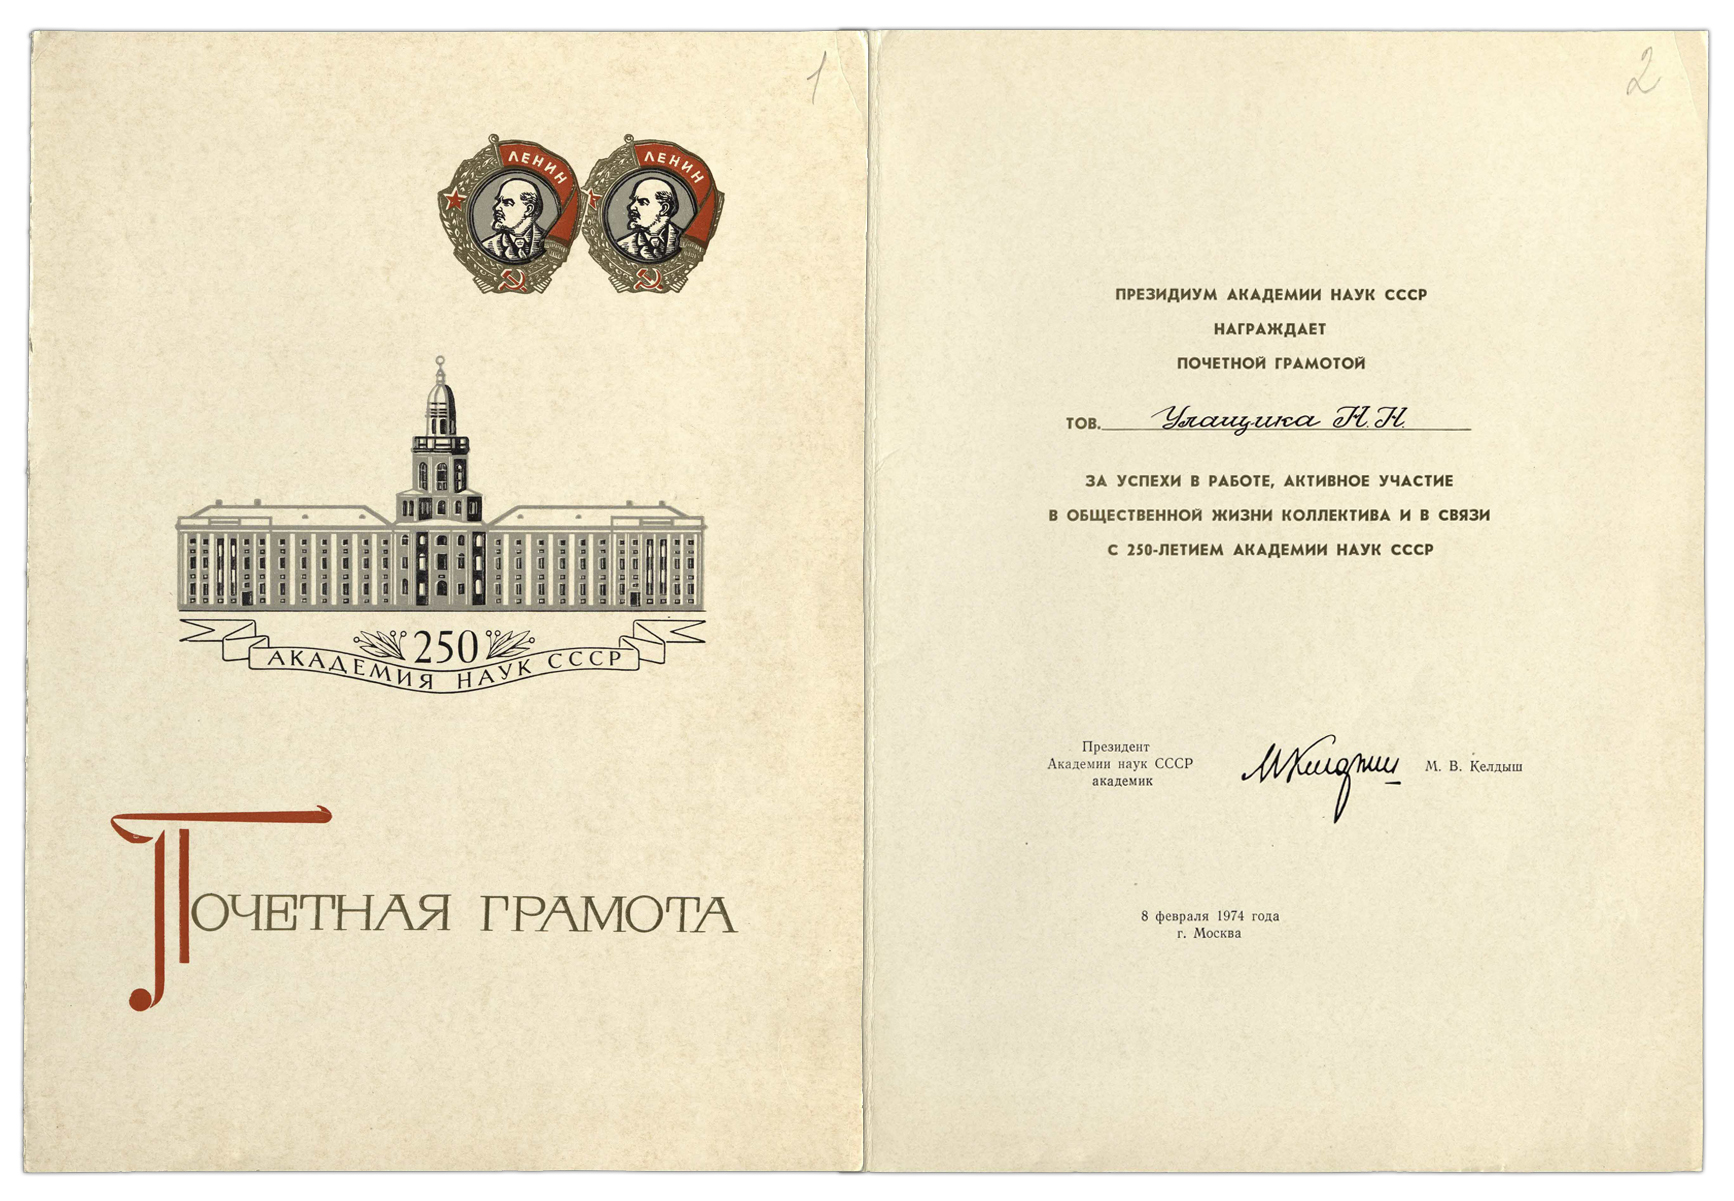 1
ЛЕНИН
ЛЕНИН
250
АКАДЕМИЯ НАУК СССР
ПОЧЕТНАЯ ГРАМОТА
2
ПРЕЗИДИУМ АКАДЕМИИ НАУК СССР
НАГРАЖДАЕТ
ПОЧЕТНОЙ ГРАМОТОЙ
ТОВ. Улащика Н. Н.
ЗА УСПЕХИ В РАБОТЕ, АКТИВНОЕ УЧАСТИЕ
В ОБЩЕСТВЕННОЙ ЖИЗНИ КОЛЛЕКТИВА И В СВЯЗИ
С 250-ЛЕТИЕМ АКАДЕМИИ НАУК СССР
Президент
Академии наук СССР
академик
МКелдыш
М. В. Келдыш
8 февраля 1974 года
г. Москва